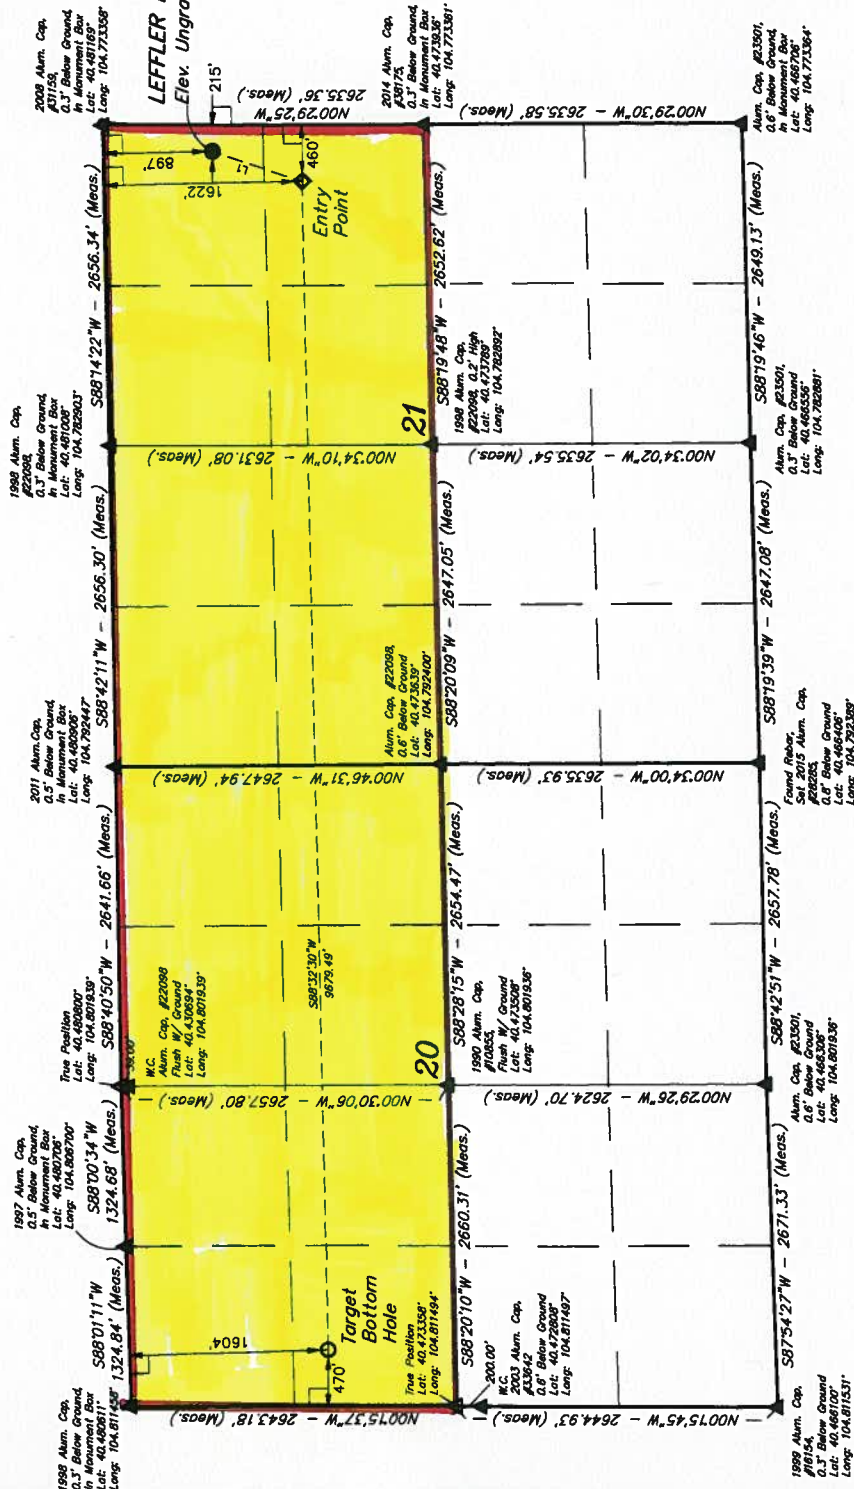 1998 Alum. Cap,
0.3' Below Ground,
In Monument Box
Lat: 40.480611°
Long: 104.811458°
1997 Alum. Cap,
0.5' Below Ground,
In Monument Box
Lat: 40.480706°
Long: 104.806700°
True Position
Lat: 40.480800°
Long: 104.801939°
2011 Alum. Cap,
0.5' Below Ground,
In Monument Box
Lat: 40.480906°
Long: 104.792447°
1998 Alum. Cap,
#22098,
0.3' Below Ground,
In Monument Box
Lat: 40.481008°
Long: 104.782903°
2008 Alum. Cap,
#31159,
0.3' Below Ground,
In Monument Box
Lat: 40.481169°
Long: 104.773358°
LEFFLER
Elev. Ungra
S88°01'11"W
1324.84' (Meas.)
S88°00'34"W
1324.68' (Meas.)
S88°40'50"W - 2641.66' (Meas.)
S88°42'11"W - 2656.30' (Meas.)
S88°14'22"W - 2656.34' (Meas.)
W.C.
Alum. Cap, #22098
Flush W/ Ground
Lat: 40.430694°
Long: 104.801939°
215'
897'
1622'
L1
460'
Entry
Point
1604'
470'
Target
Bottom
Hole
S88°32'30"W
9679.49'
N00°15'37"W - 2643.18' (Meas.)
N00°30'06"W - 2657.80' (Meas.)
N00°46'31"W - 2647.94' (Meas.)
N00°34'10"W - 2631.08' (Meas.)
N00°29'25"W
2635.36' (Meas.)
20
21
True Position
Lat: 40.473358°
Long: 104.811494°
Alum. Cap, #22098,
0.6' Below Ground
Lat: 40.473639°
Long: 104.792400°
2014 Alum. Cap,
#38175,
0.3' Below Ground,
In Monument Box
Lat: 40.473936°
Long: 104.773361°
S88°20'10"W - 2660.31' (Meas.)
S88°28'15"W - 2654.47' (Meas.)
S88°20'09"W - 2647.05' (Meas.)
S88°19'48"W - 2652.62' (Meas.)
200.00'
W.C.
2003 Alum. Cap,
#33642
0.6' Below Ground
Lat: 40.472808°
Long: 104.811497°
1990 Alum. Cap,
#10855,
Flush W/ Ground
Lat: 40.473508°
Long: 104.801936°
1998 Alum. Cap,
#22098, 0.2' High
Lat: 40.473789°
Long: 104.782892°
N00°15'45"W - 2644.93' (Meas.)
N00°29'26"W - 2624.70' (Meas.)
N00°34'00"W - 2635.93' (Meas.)
N00°34'02"W - 2635.54' (Meas.)
N00°29'30"W - 2635.58' (Meas.)
S87°54'27"W - 2671.33' (Meas.)
S88°42'51"W - 2657.78' (Meas.)
S88°19'39"W - 2647.08' (Meas.)
S88°19'46"W - 2649.13' (Meas.)
1999 Alum. Cap,
#16154,
0.3' Below Ground
Lat: 40.466100°
Long: 104.811531°
Alum. Cap, #23501,
0.6' Below Ground
Lat: 40.466306°
Long: 104.801936°
Found Rebar,
Set 2015 Alum. Cap,
#28285,
0.8' Below Ground
Lat: 40.466406°
Long: 104.792389°
Alum. Cap, #23501,
0.3' Below Ground
Lat: 40.466556°
Long: 104.782881°
Alum. Cap, #23501,
0.6' Below Ground,
In Monument Box
Lat: 40.466706°
Long: 104.773364°